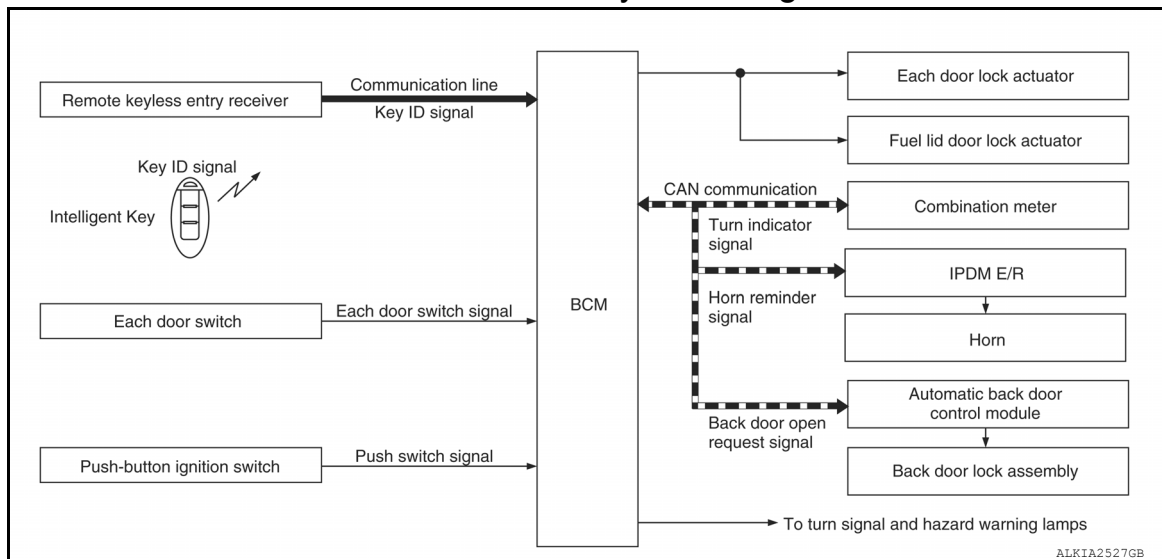 Remote keyless entry receiver
Communication line
Key ID signal
Key ID signal
Intelligent Key
Each door switch
Each door switch signal
Push-button ignition switch
Push switch signal
BCM
Each door lock actuator
Fuel lid door lock actuator
CAN communication
Combination meter
Turn indicator
signal
IPDM E/R
Horn reminder
signal
Horn
Automatic back door
control module
Back door open
request signal
Back door lock assembly
To turn signal and hazard warning lamps
ALKIA2527GB